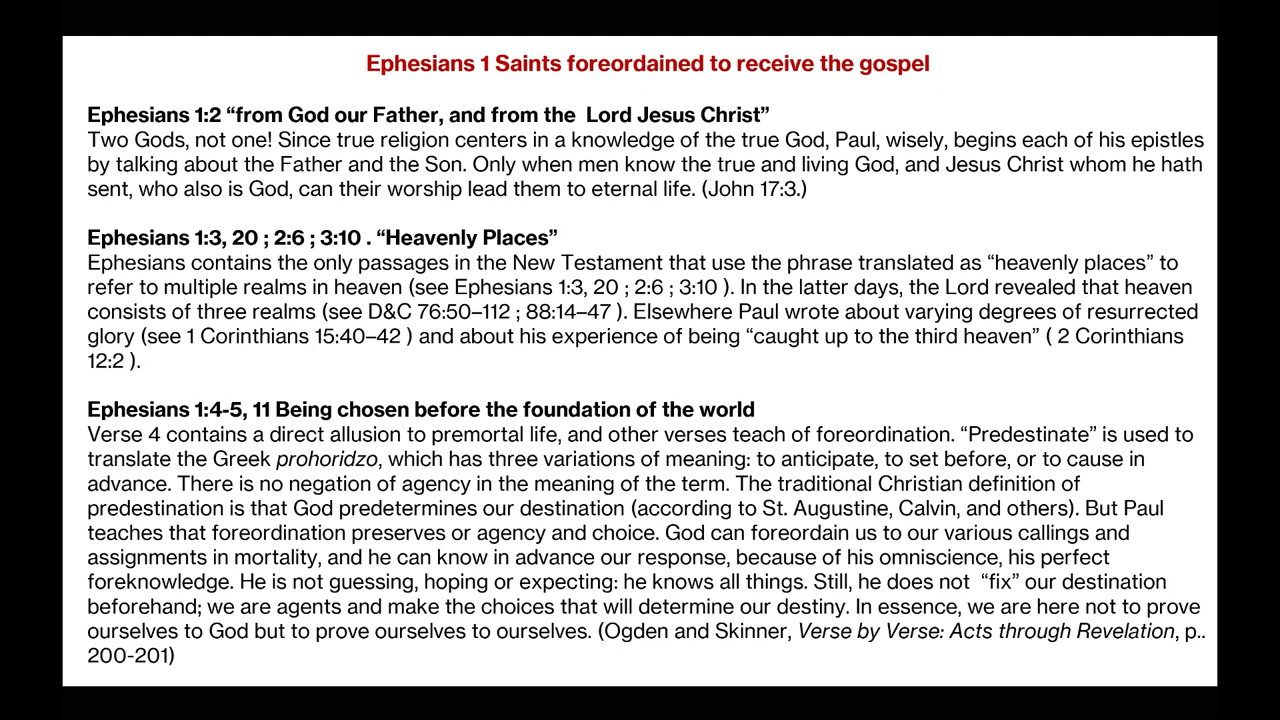 Ephesians 1 Saints foreordained to receive the gospel
Ephesians 1:2 “from God our Father, and from the  Lord Jesus Christ”
Two Gods, not one! Since true religion centers in a knowledge of the true God, Paul, wisely, begins each of his epistles
by talking about the Father and the Son. Only when men know the true and living God, and Jesus Christ whom he hath
sent, who also is God, can their worship lead them to eternal life. (John 17:3.)
Ephesians 1:3, 20 ; 2:6 ; 3:10 . “Heavenly Places”
Ephesians contains the only passages in the New Testament that use the phrase translated as “heavenly places” to
refer to multiple realms in heaven (see Ephesians 1:3, 20 ; 2:6 ; 3:10 ). In the latter days, the Lord revealed that heaven
consists of three realms (see D&C 76:50–112 ; 88:14–47 ). Elsewhere Paul wrote about varying degrees of resurrected
glory (see 1 Corinthians 15:40–42 ) and about his experience of being “caught up to the third heaven” ( 2 Corinthians
12:2 ).
Ephesians 1:4-5, 11 Being chosen before the foundation of the world
Verse 4 contains a direct allusion to premortal life, and other verses teach of foreordination. “Predestinate” is used to
translate the Greek prohoridzo, which has three variations of meaning: to anticipate, to set before, or to cause in
advance. There is no negation of agency in the meaning of the term. The traditional Christian definition of
predestination is that God predetermines our destination (according to St. Augustine, Calvin, and others). But Paul
teaches that foreordination preserves or agency and choice. God can foreordain us to our various callings and
assignments in mortality, and he can know in advance our response, because of his omniscience, his perfect
foreknowledge. He is not guessing, hoping or expecting: he knows all things. Still, he does not  “fix” our destination
beforehand; we are agents and make the choices that will determine our destiny. In essence, we are here not to prove
ourselves to God but to prove ourselves to ourselves. (Ogden and Skinner, Verse by Verse: Acts through Revelation, p..
200-201)